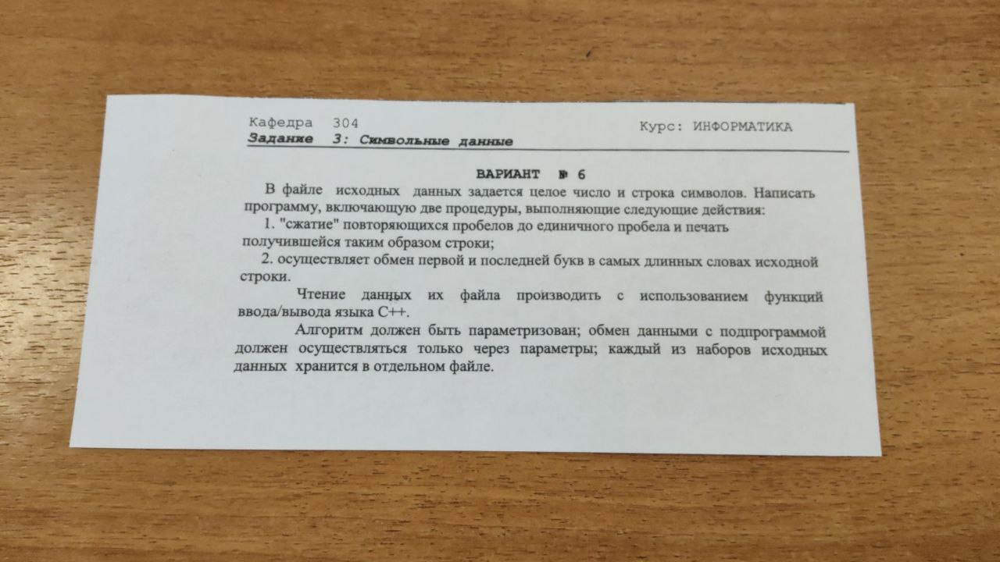 Кафедра 304 Курс: ИНФОРМАТИКА
Задание 3: Символьные данные
ВАРИАНТ № 6
В файле исходных данных задается целое число и строка символов. Написать
программу, включающую две процедуры, выполняющие следующие действия:
1. "сжатие" повторяющихся пробелов до единичного пробела и печать
получившейся таким образом строки;
2. осуществляет обмен первой и последней букв в самых длинных словах исходной
строки.
Чтение данных их файла производить с использованием функций
ввода/вывода языка С++.
Алгоритм должен быть параметризован; обмен данными с подпрограммой
должен осуществляться только через параметры; каждый из наборов исходных
данных хранится в отдельном файле.